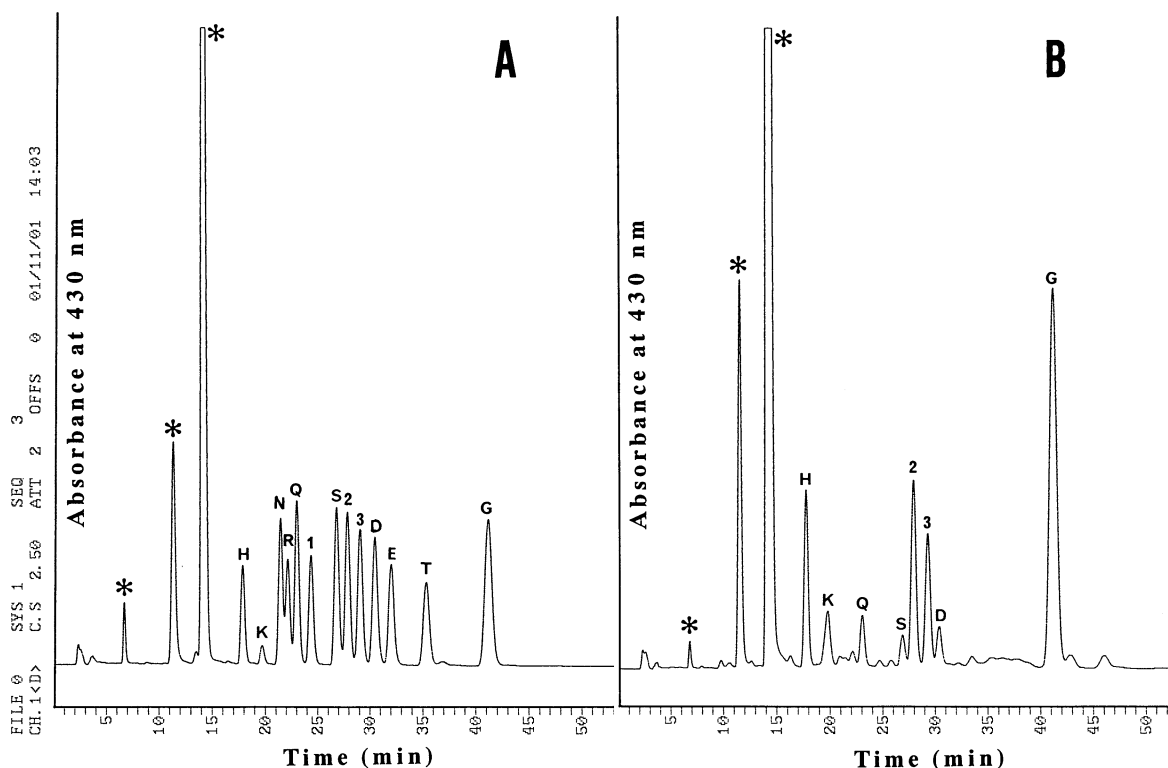 FILE 0 SYS 1 SEQ 3
CH.1<D> C.S 2.50 ATT 2 OFFS 0 01/11/01 14:03
Absorbance at 430 nm
A
*
*
*
H
K
N
R
Q
1
S
2
3
D
E
T
G
5 10 15 20 25 30 35 40 45 50
Time (min)
Absorbance at 430 nm
B
*
*
*
H
K
Q
S
2
3
D
G
5 10 15 20 25 30 35 40 45 50
Time (min)